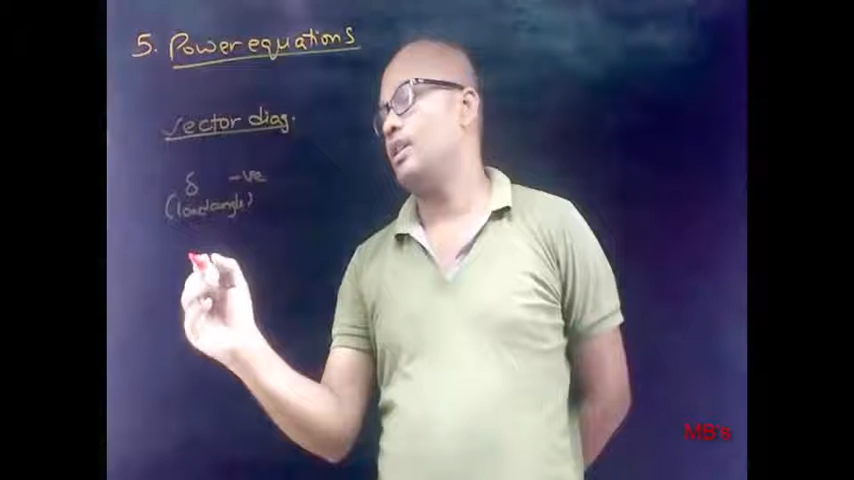 5. Power equations
Vector diag.
δ -ve
(load angle)
MB's